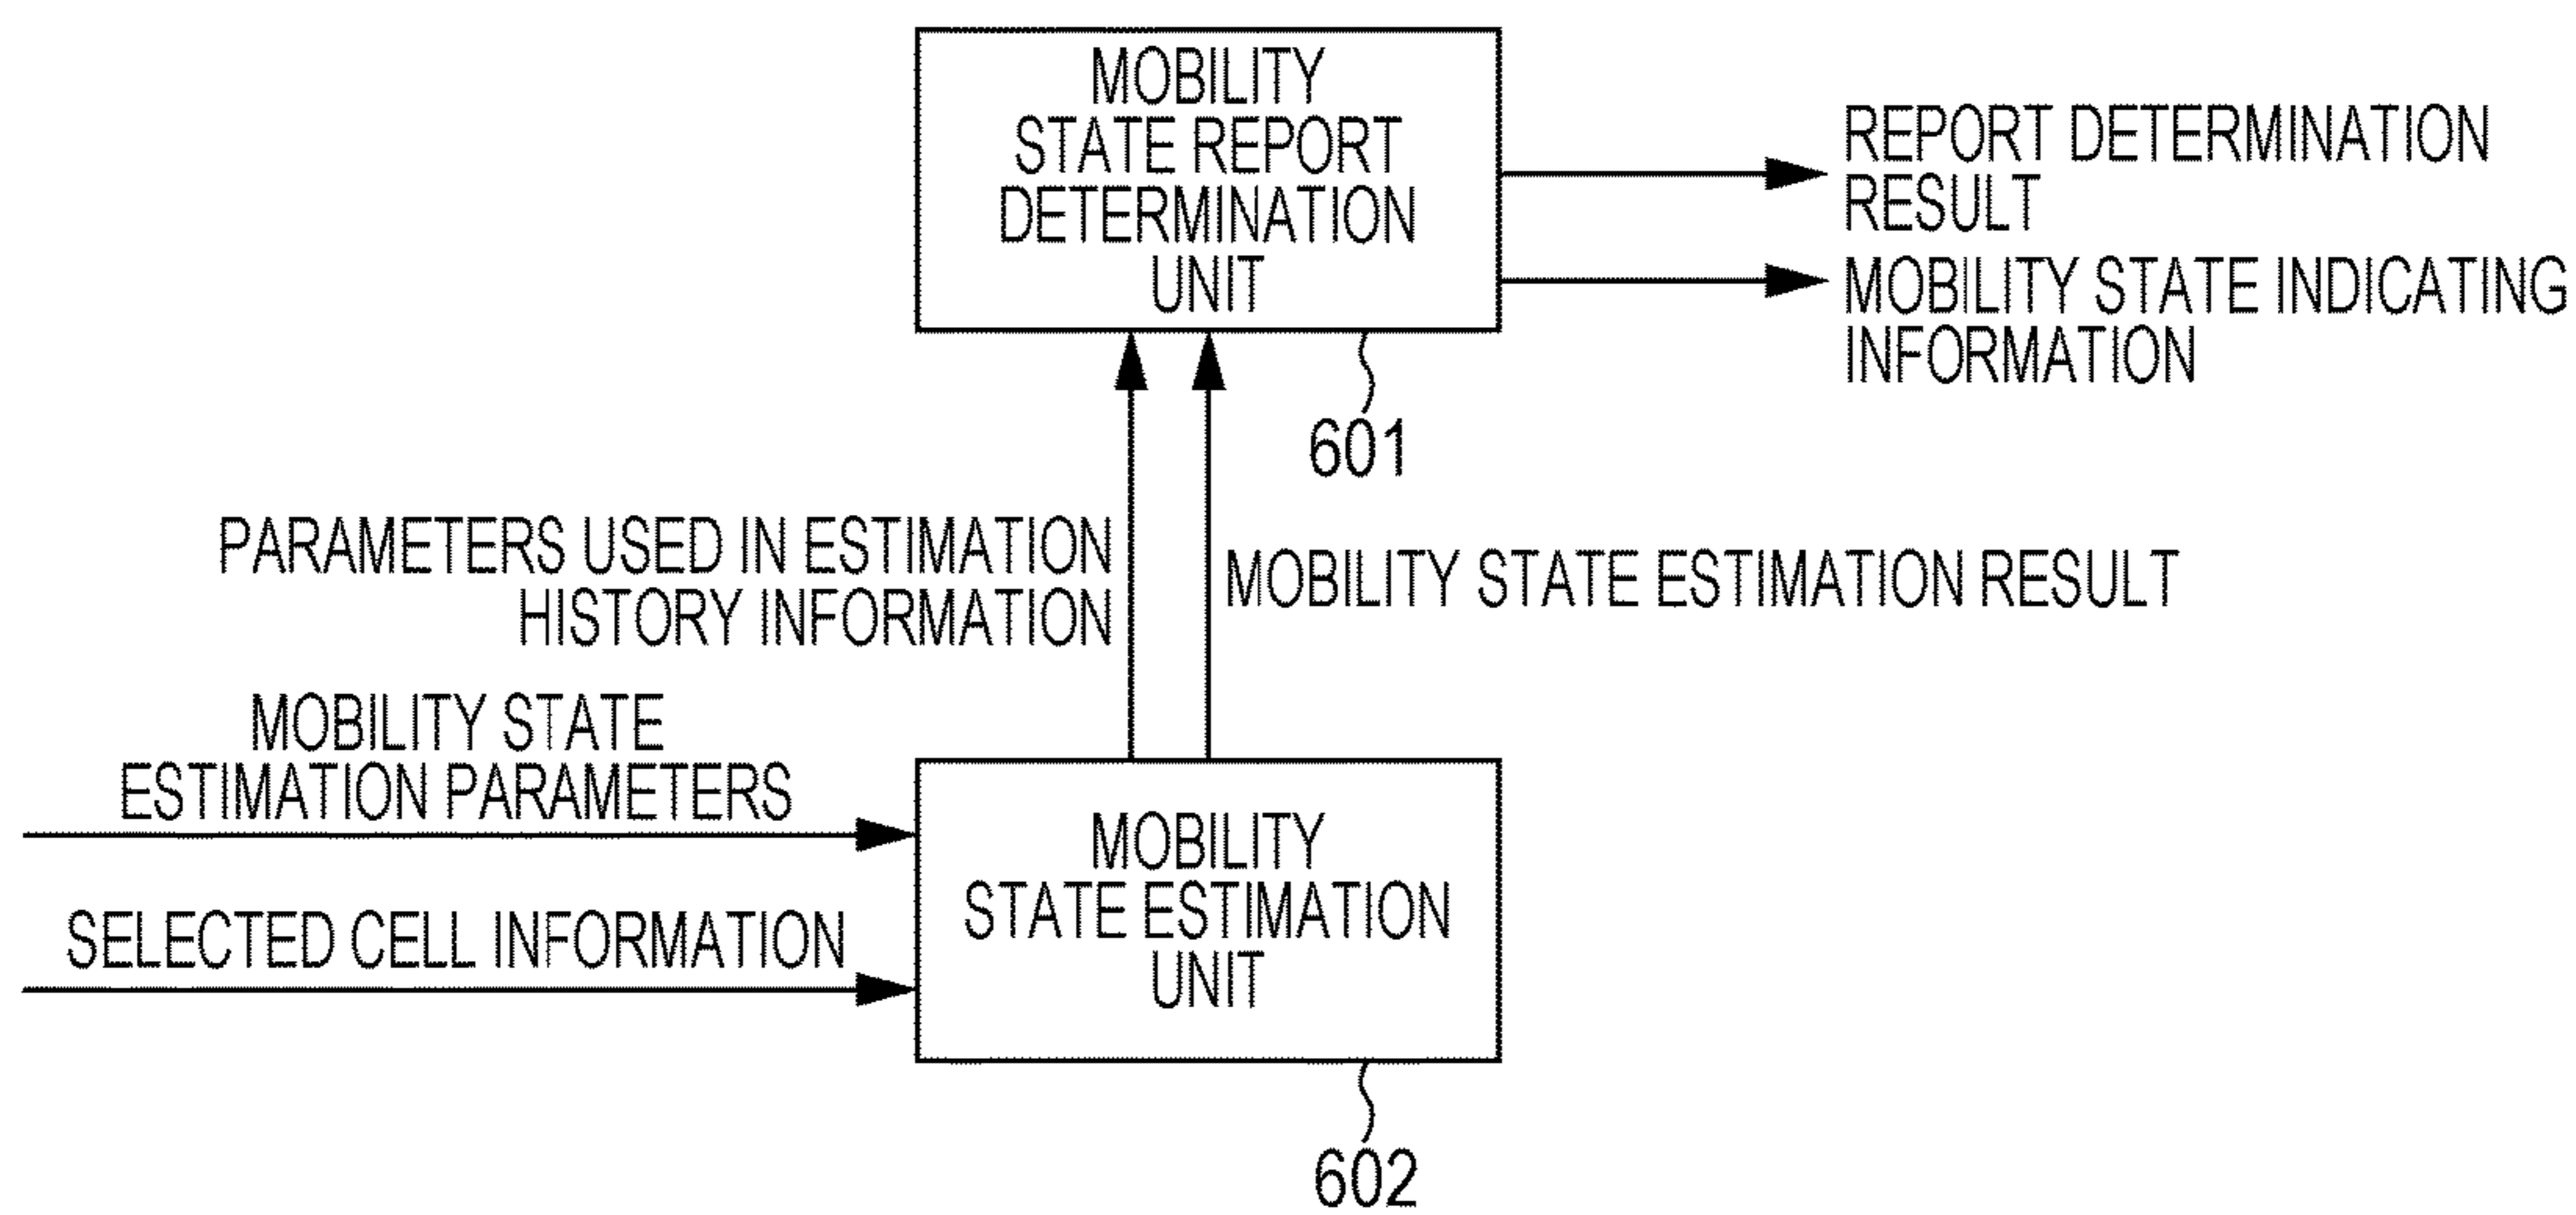 MOBILITY
STATE REPORT
DETERMINATION
UNIT
REPORT DETERMINATION
RESULT
MOBILITY STATE INDICATING
INFORMATION
601
PARAMETERS USED IN ESTIMATION
HISTORY INFORMATION
MOBILITY STATE ESTIMATION RESULT
MOBILITY STATE
ESTIMATION PARAMETERS
SELECTED CELL INFORMATION
MOBILITY
STATE ESTIMATION
UNIT
602